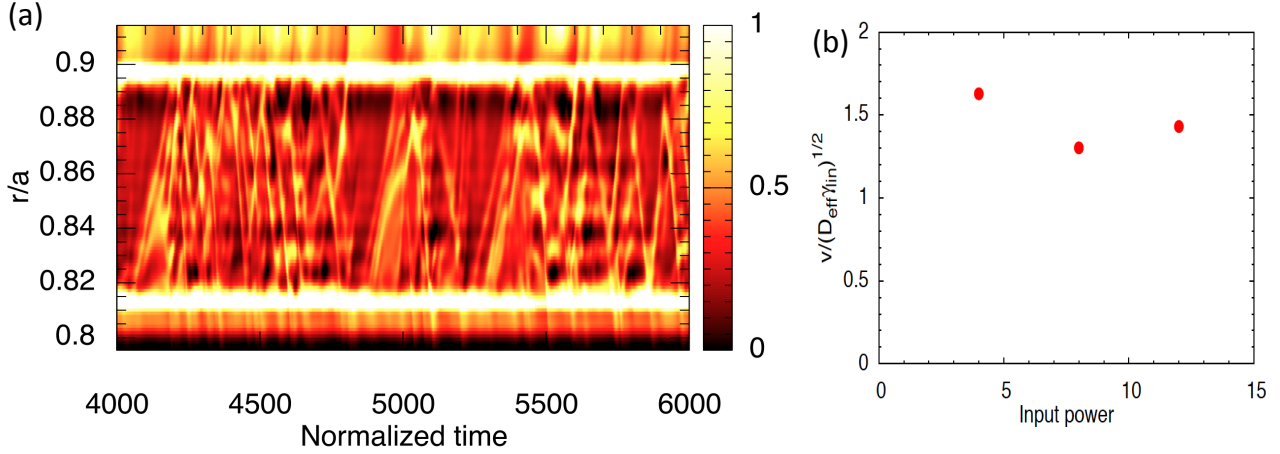 (a)
r/a
0.9
0.88
0.86
0.84
0.82
0.8
4000 4500 5000 5500 6000
Normalized time
1
0.5
0
(b)
v/(D_eff γ_lin)^1/2
2
1.5
1
0.5
0
0 5 10 15
Input power